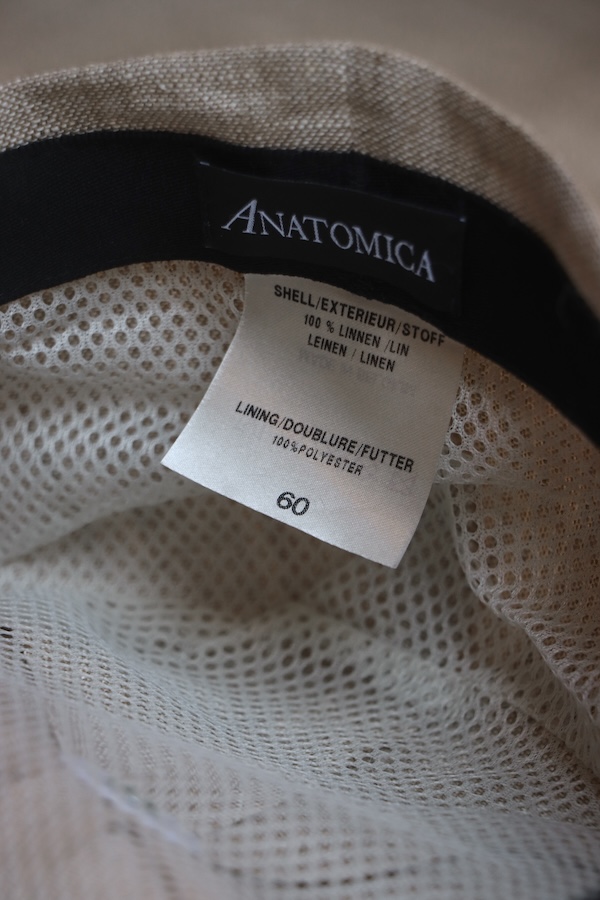 ANATOMICA
SHELL/EXTERIEUR/STOFF
100 % LINNEN /LIN
LEINEN / LINEN
LINING/DOUBLURE/FUTTER
100%POLYESTER
60